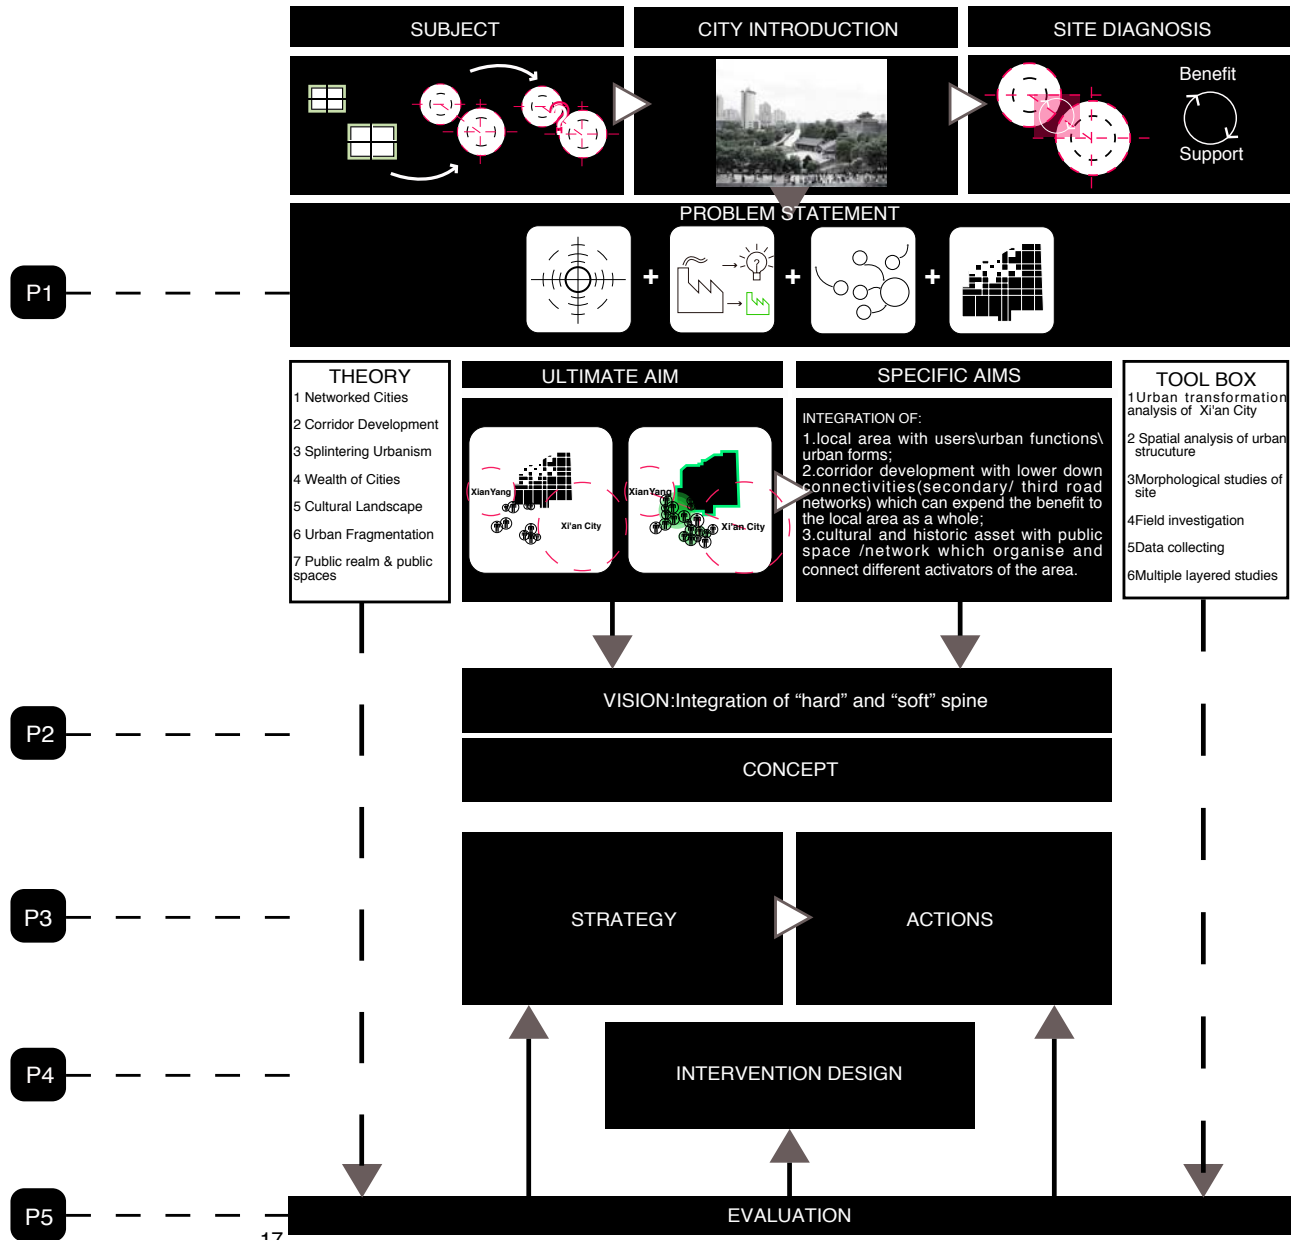 SUBJECT
CITY INTRODUCTION
SITE DIAGNOSIS
Benefit
Support
PROBLEM STATEMENT
?
+
+
+
?
P1
THEORY
1 Networked Cities
2 Corridor Development
3 Splintering Urbanism
4 Wealth of Cities
5 Cultural Landscape
6 Urban Fragmentation
7 Public realm & public
spaces
ULTIMATE AIM
XianYang
Xi'an City
XianYang
Xi'an City
SPECIFIC AIMS
INTEGRATION OF:
1.local area with users\urban functions\
urban forms;
2.corridor development with lower down
connectivities(secondary/ third road
networks) which can expend the benefit to
the local area as a whole;
3.cultural and historic asset with public
space /network which organise and
connect different activators of the area.
TOOL BOX
1Urban transformation
analysis of Xi'an City
2 Spatial analysis of urban
strucuture
3Morphological studies of
site
4Field investigation
5Data collecting
6Multiple layered studies
P2
VISION:Integration of “hard” and “soft” spine
CONCEPT
P3
STRATEGY
ACTIONS
P4
INTERVENTION DESIGN
P5
EVALUATION
17